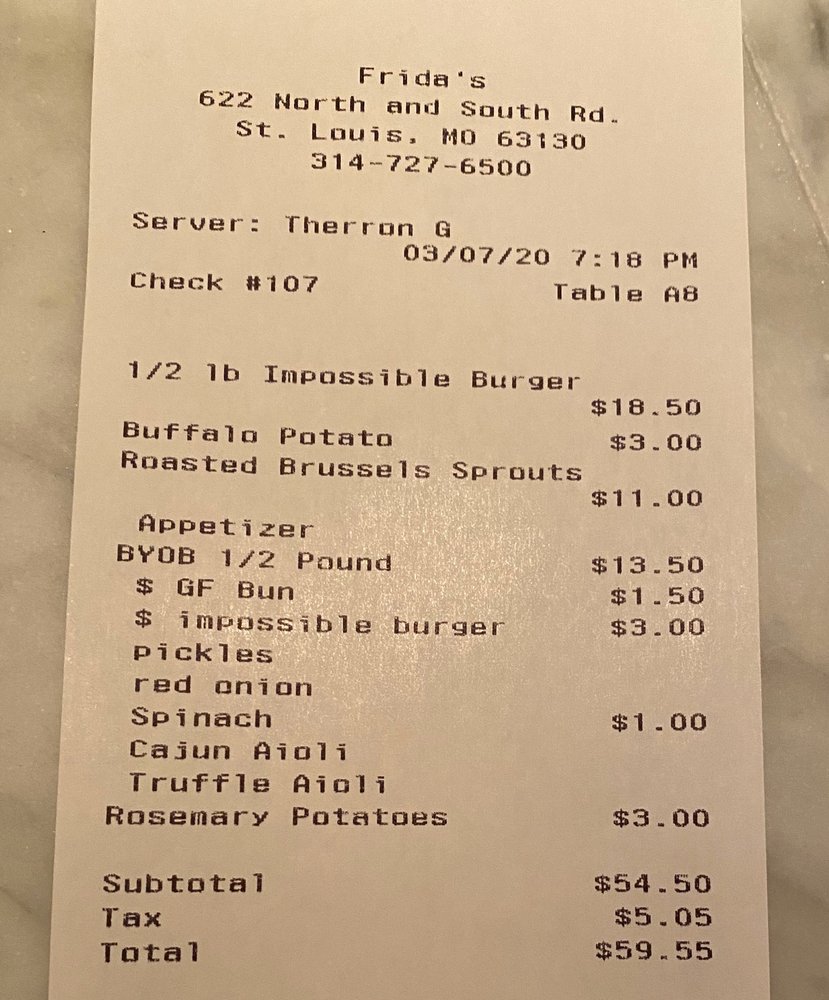 Frida's
622 North and South Rd.
St. Louis, MO 63130
314-727-6500
Server: Therron G
03/07/20 7:18 PM
Check #107 Table A8
1/2 lb Impossible Burger
$18.50
Buffalo Potato $3.00
Roasted Brussels Sprouts
$11.00
Appetizer
BYOB 1/2 Pound $13.50
$ GF Bun $1.50
$ impossible burger $3.00
pickles
red onion
Spinach $1.00
Cajun Aioli
Truffle Aioli
Rosemary Potatoes $3.00
Subtotal $54.50
Tax $5.05
Total $59.55